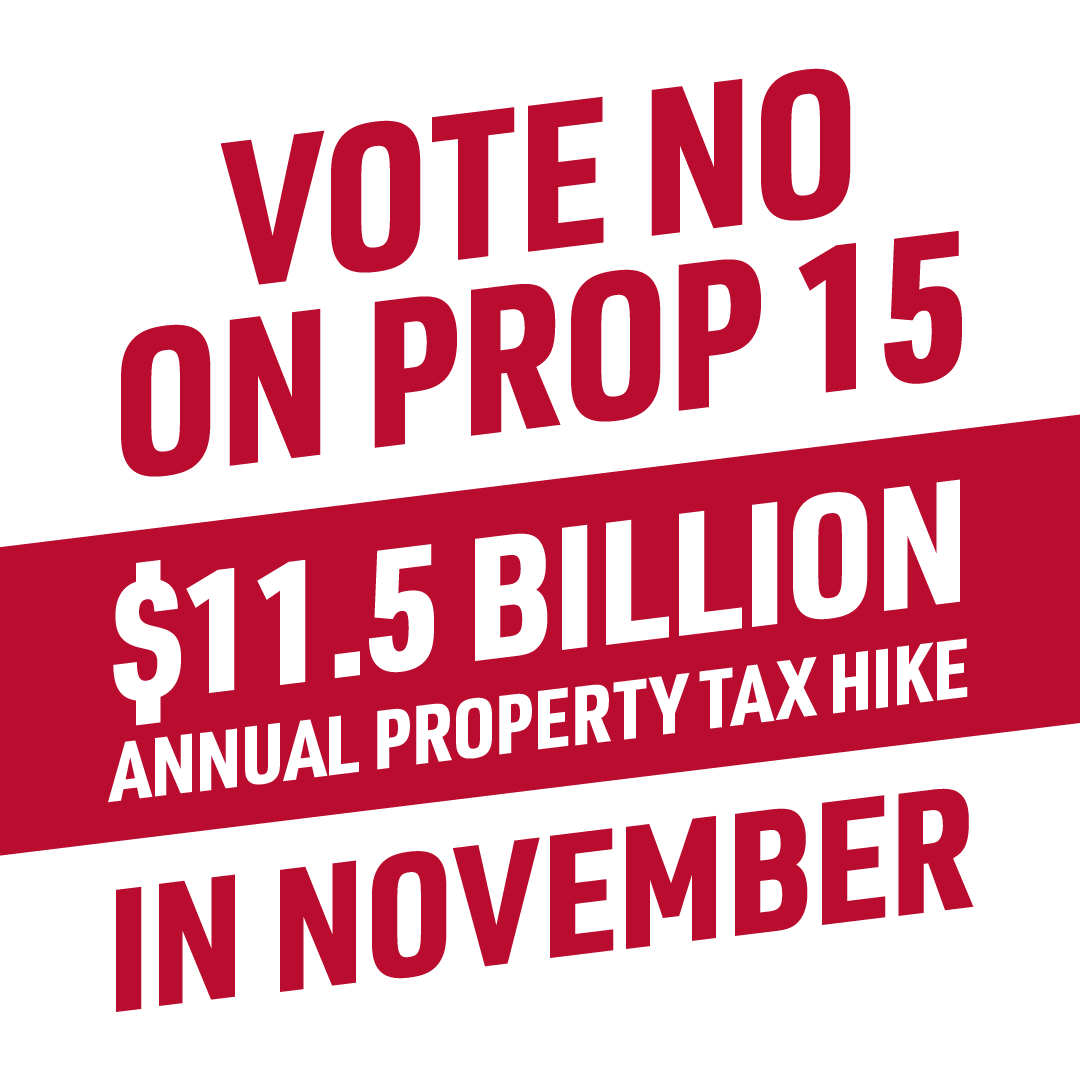 VOTE NO
ON PROP 15
$11.5 BILLION
ANNUAL PROPERTY TAX HIKE
IN NOVEMBER